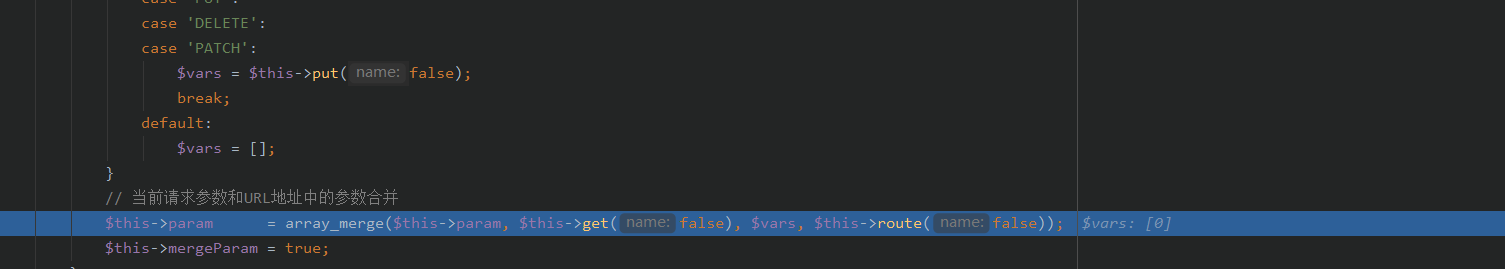 case 'DELETE':
case 'PATCH':
$vars = $this->put( name: false);
break;
default:
$vars = [];
}
// 当前请求参数和URL地址中的参数合并
$this->param      = array_merge($this->param, $this->get( name: false), $vars, $this->route( name: false));  $vars: [0]
$this->mergeParam = true;